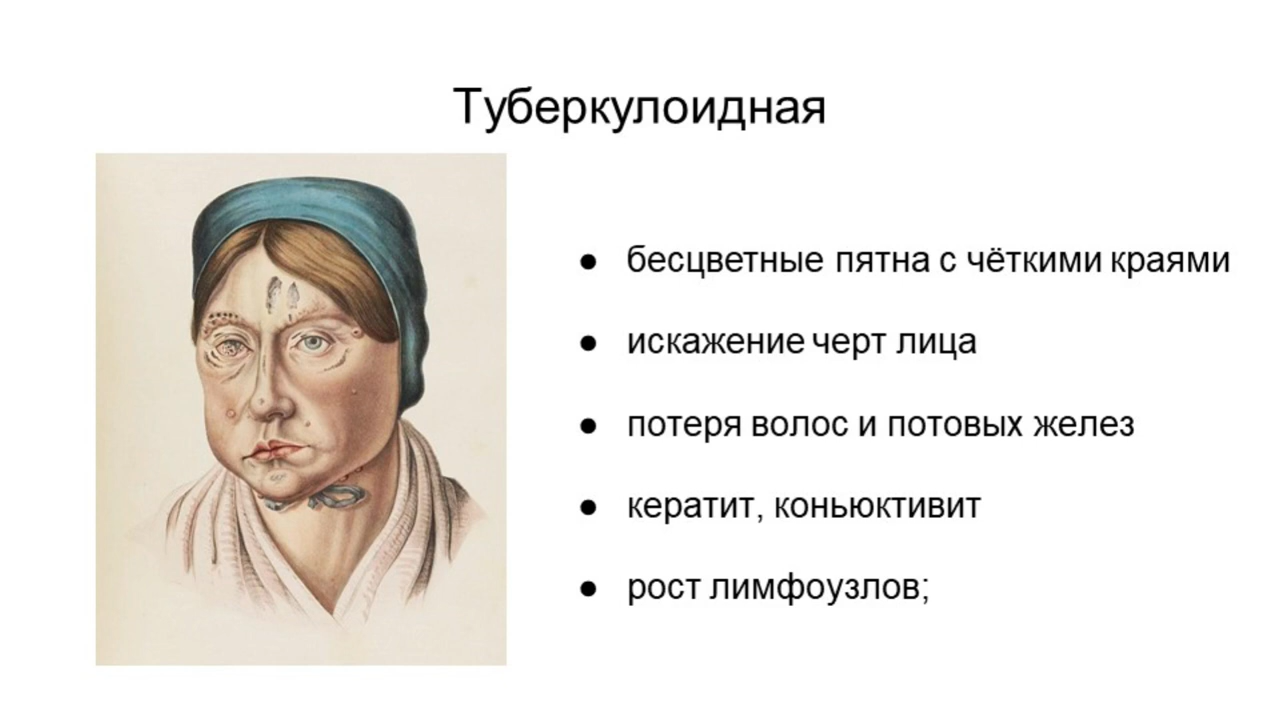 Туберкулоидная
● бесцветные пятна с чёткими краями
● искажение черт лица
● потеря волос и потовых желез
● кератит, коньюктивит
● рост лимфоузлов;